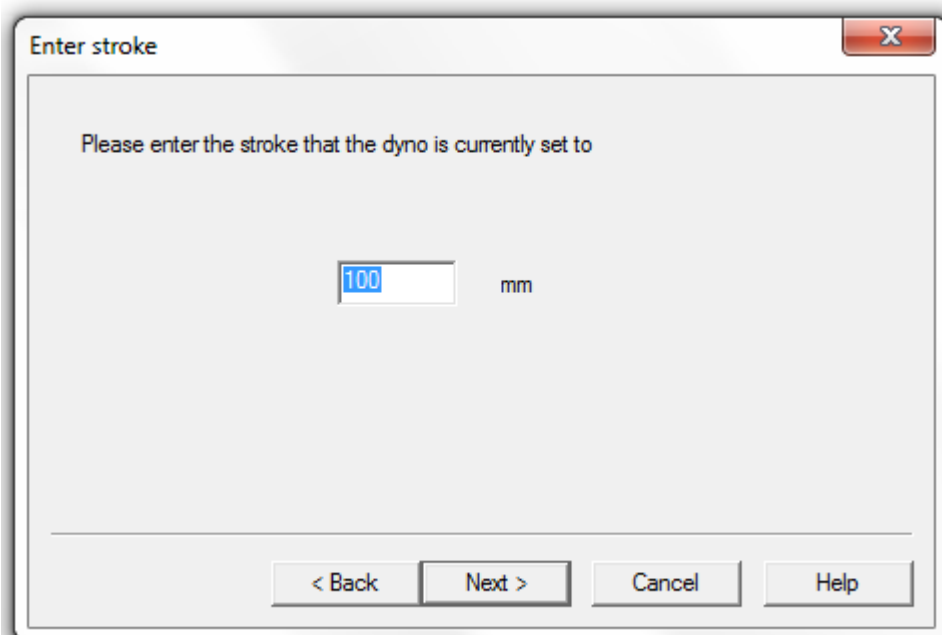 Enter stroke
Please enter the stroke that the dyno is currently set to
100 mm
< Back Next > Cancel Help